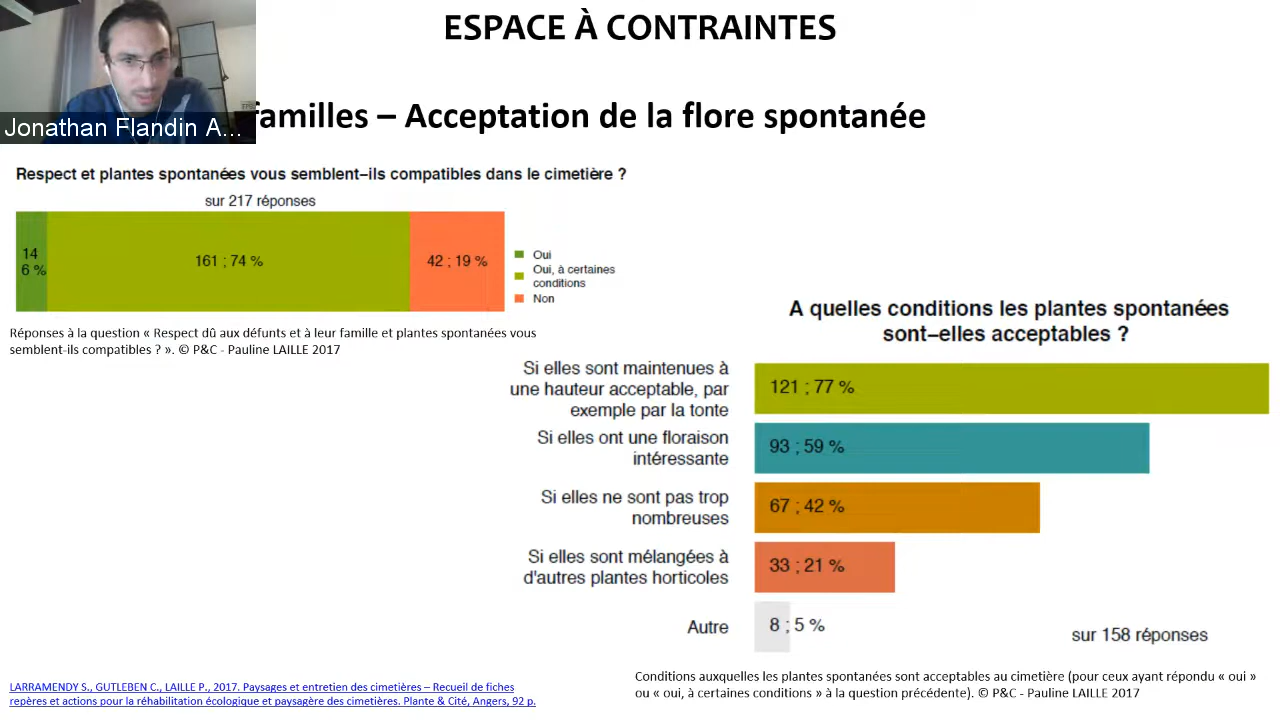 ESPACE À CONTRAINTES
Jonathan Flandin A...
familles – Acceptation de la flore spontanée
Respect et plantes spontanées vous semblent–ils compatibles dans le cimetière ?
sur 217 réponses
14
6 %
161 ; 74 %
42 ; 19 %
Oui
Oui, à certaines
conditions
Non
Réponses à la question « Respect dû aux défunts et à leur famille et plantes spontanées vous
semblent-ils compatibles ? ». © P&C - Pauline LAILLE 2017
A quelles conditions les plantes spontanées
sont–elles acceptables ?
Si elles sont maintenues à
une hauteur acceptable, par
exemple par la tonte
121 ; 77 %
Si elles ont une floraison
intéressante
93 ; 59 %
Si elles ne sont pas trop
nombreuses
67 ; 42 %
Si elles sont mélangées à
d'autres plantes horticoles
33 ; 21 %
Autre
8 ; 5 %
sur 158 réponses
Conditions auxquelles les plantes spontanées sont acceptables au cimetière (pour ceux ayant répondu « oui »
ou « oui, à certaines conditions » à la question précédente). © P&C - Pauline LAILLE 2017
LARRAMENDY S., GUTLEBEN C., LAILLE P., 2017. Paysages et entretien des cimetières – Recueil de fiches
repères et actions pour la réhabilitation écologique et paysagère des cimetières. Plante & Cité, Angers, 92 p.